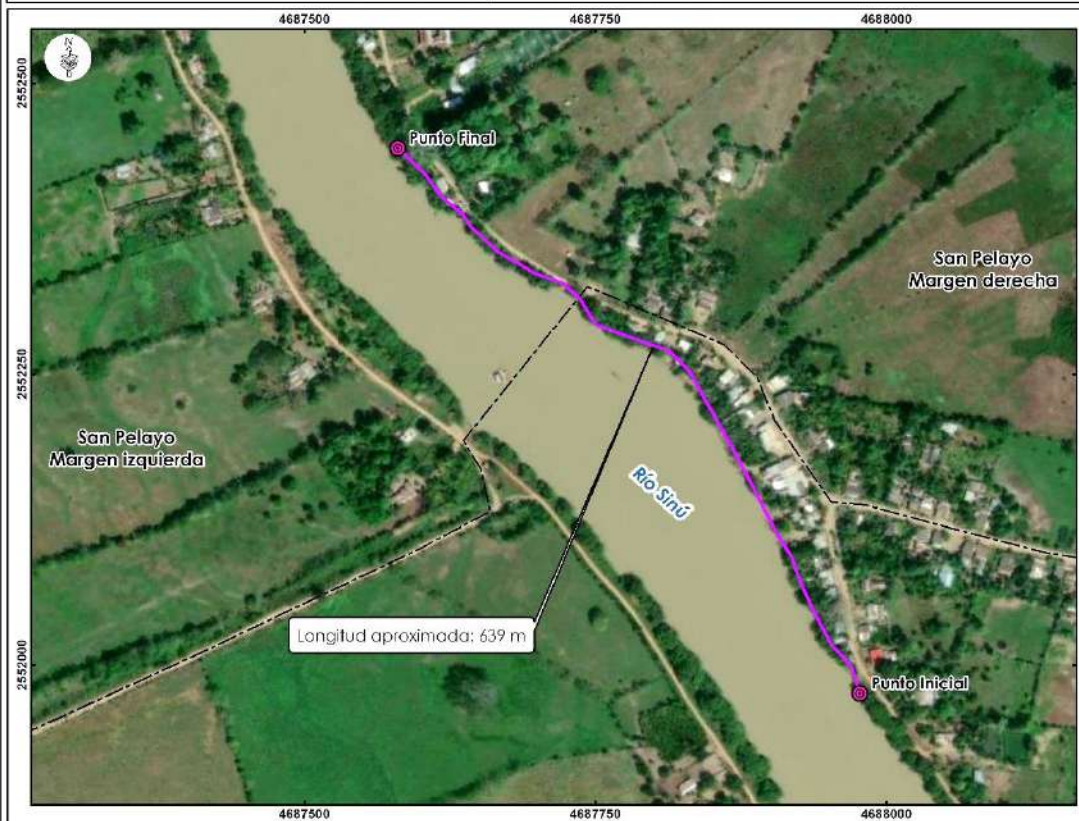 4687500
4687750
4688000
2552500
N
Punto Final
San Pelayo
Margen derecha
2552250
San Pelayo
Margen izquierda
Río Sinú
Longitud aproximada: 639 m
2552000
Punto Inicial
4687500
4687750
4688000